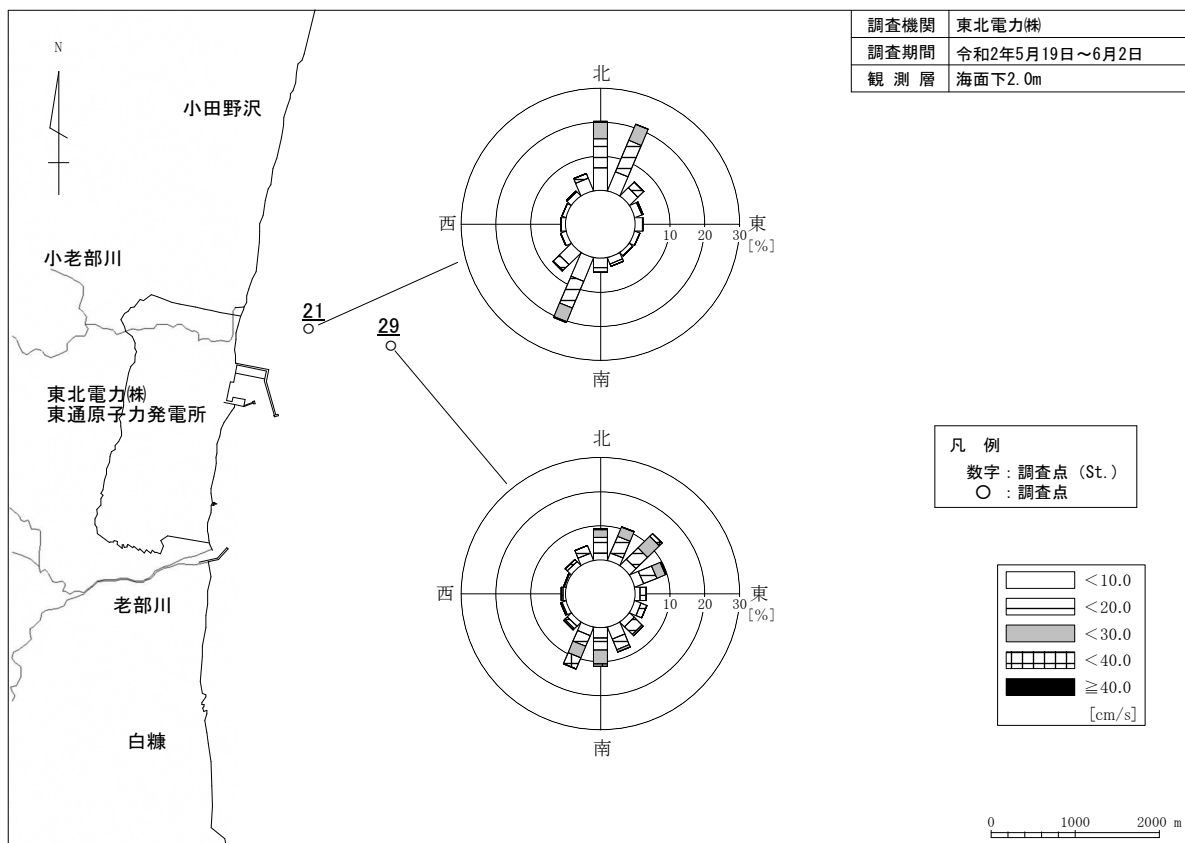 調査機関 東北電力㈱
調査期間 令和2年5月19日～6月2日
観測層 海面下2.0m
N
小田野沢
小老部川
東北電力㈱
東通原子力発電所
老部川
白糠
21
29
北
西
東
南
10 20 30
[%]
北
西
東
南
10 20 30
[%]
凡 例
数字：調査点（St.）
○ ：調査点
＜10.0
＜20.0
＜30.0
＜40.0
≧40.0
[cm/s]
0 1000 2000 m